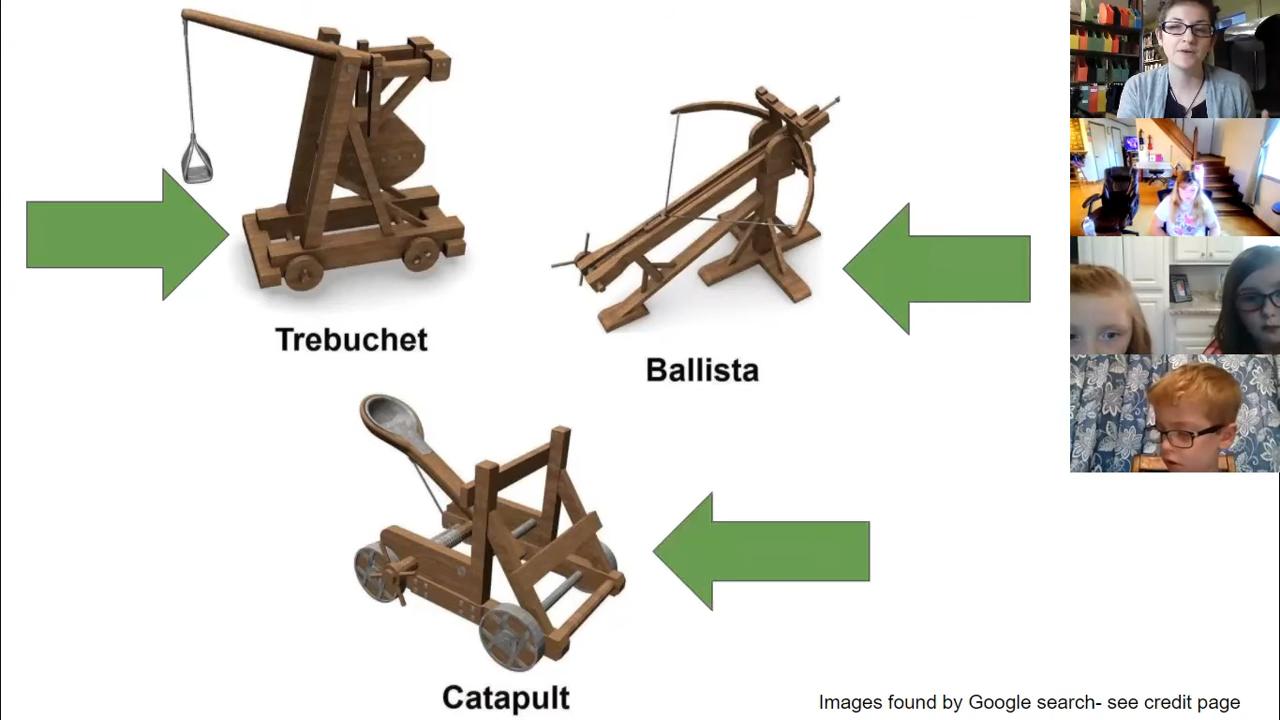 Trebuchet
Ballista
Catapult
Images found by Google search- see credit page